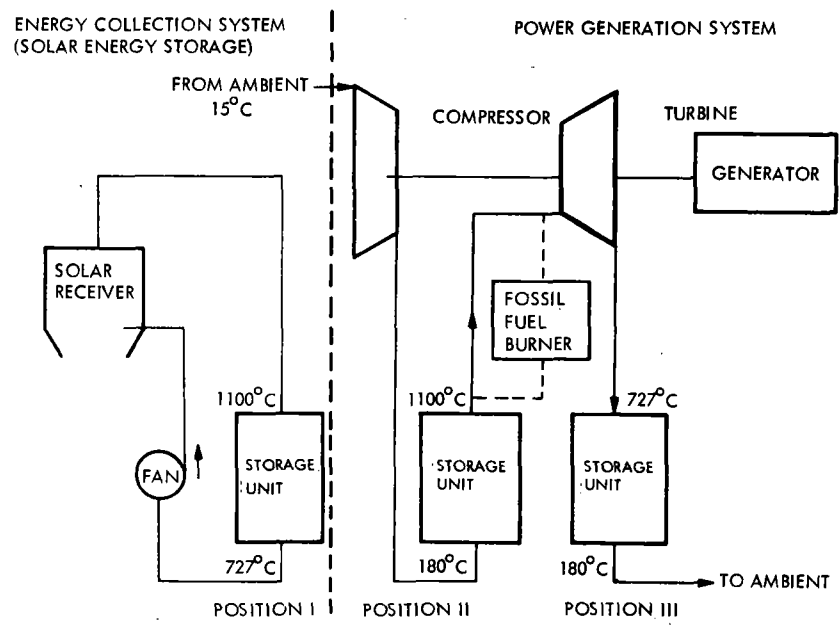 ENERGY COLLECTION SYSTEM
(SOLAR ENERGY STORAGE)
POWER GENERATION SYSTEM
FROM AMBIENT
15°C
COMPRESSOR
TURBINE
GENERATOR
SOLAR
RECEIVER
FOSSIL
FUEL
BURNER
1100°C
1100°C
727°C
FAN
STORAGE
UNIT
STORAGE
UNIT
STORAGE
UNIT
727°C
180°C
180°C
TO AMBIENT
POSITION I
POSITION II
POSITION III